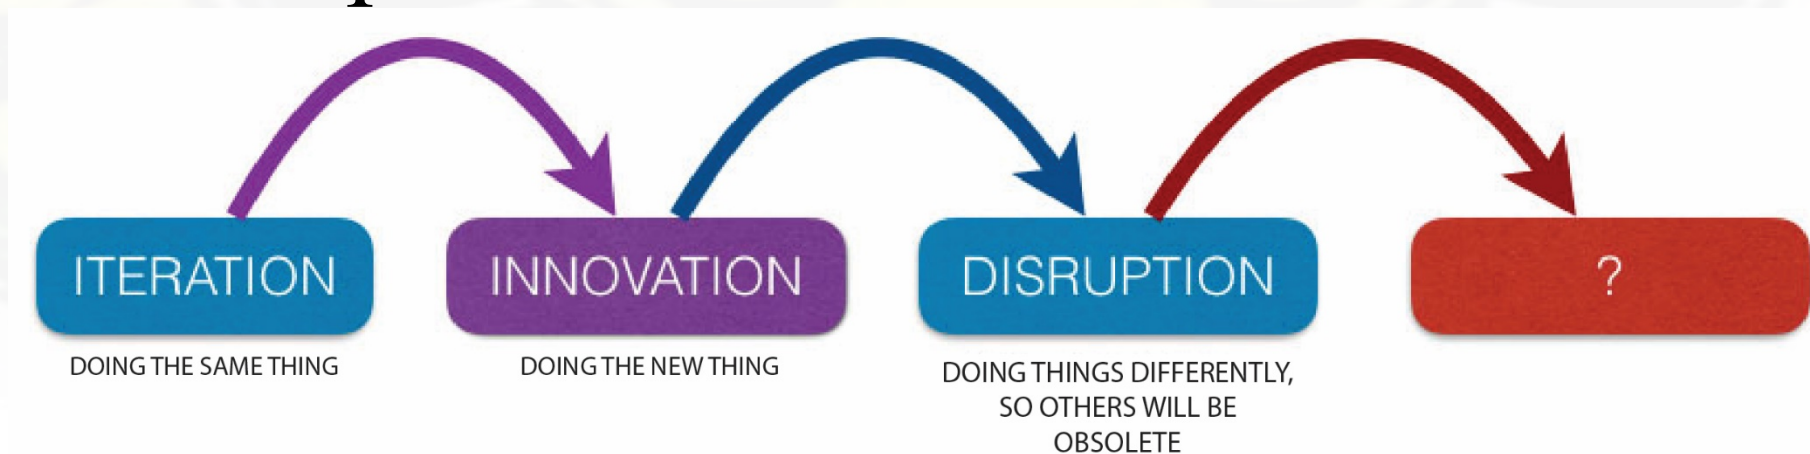 ITERATION
INNOVATION
DISRUPTION
?
DOING THE SAME THING
DOING THE NEW THING
DOING THINGS DIFFERENTLY,
SO OTHERS WILL BE
OBSOLETE